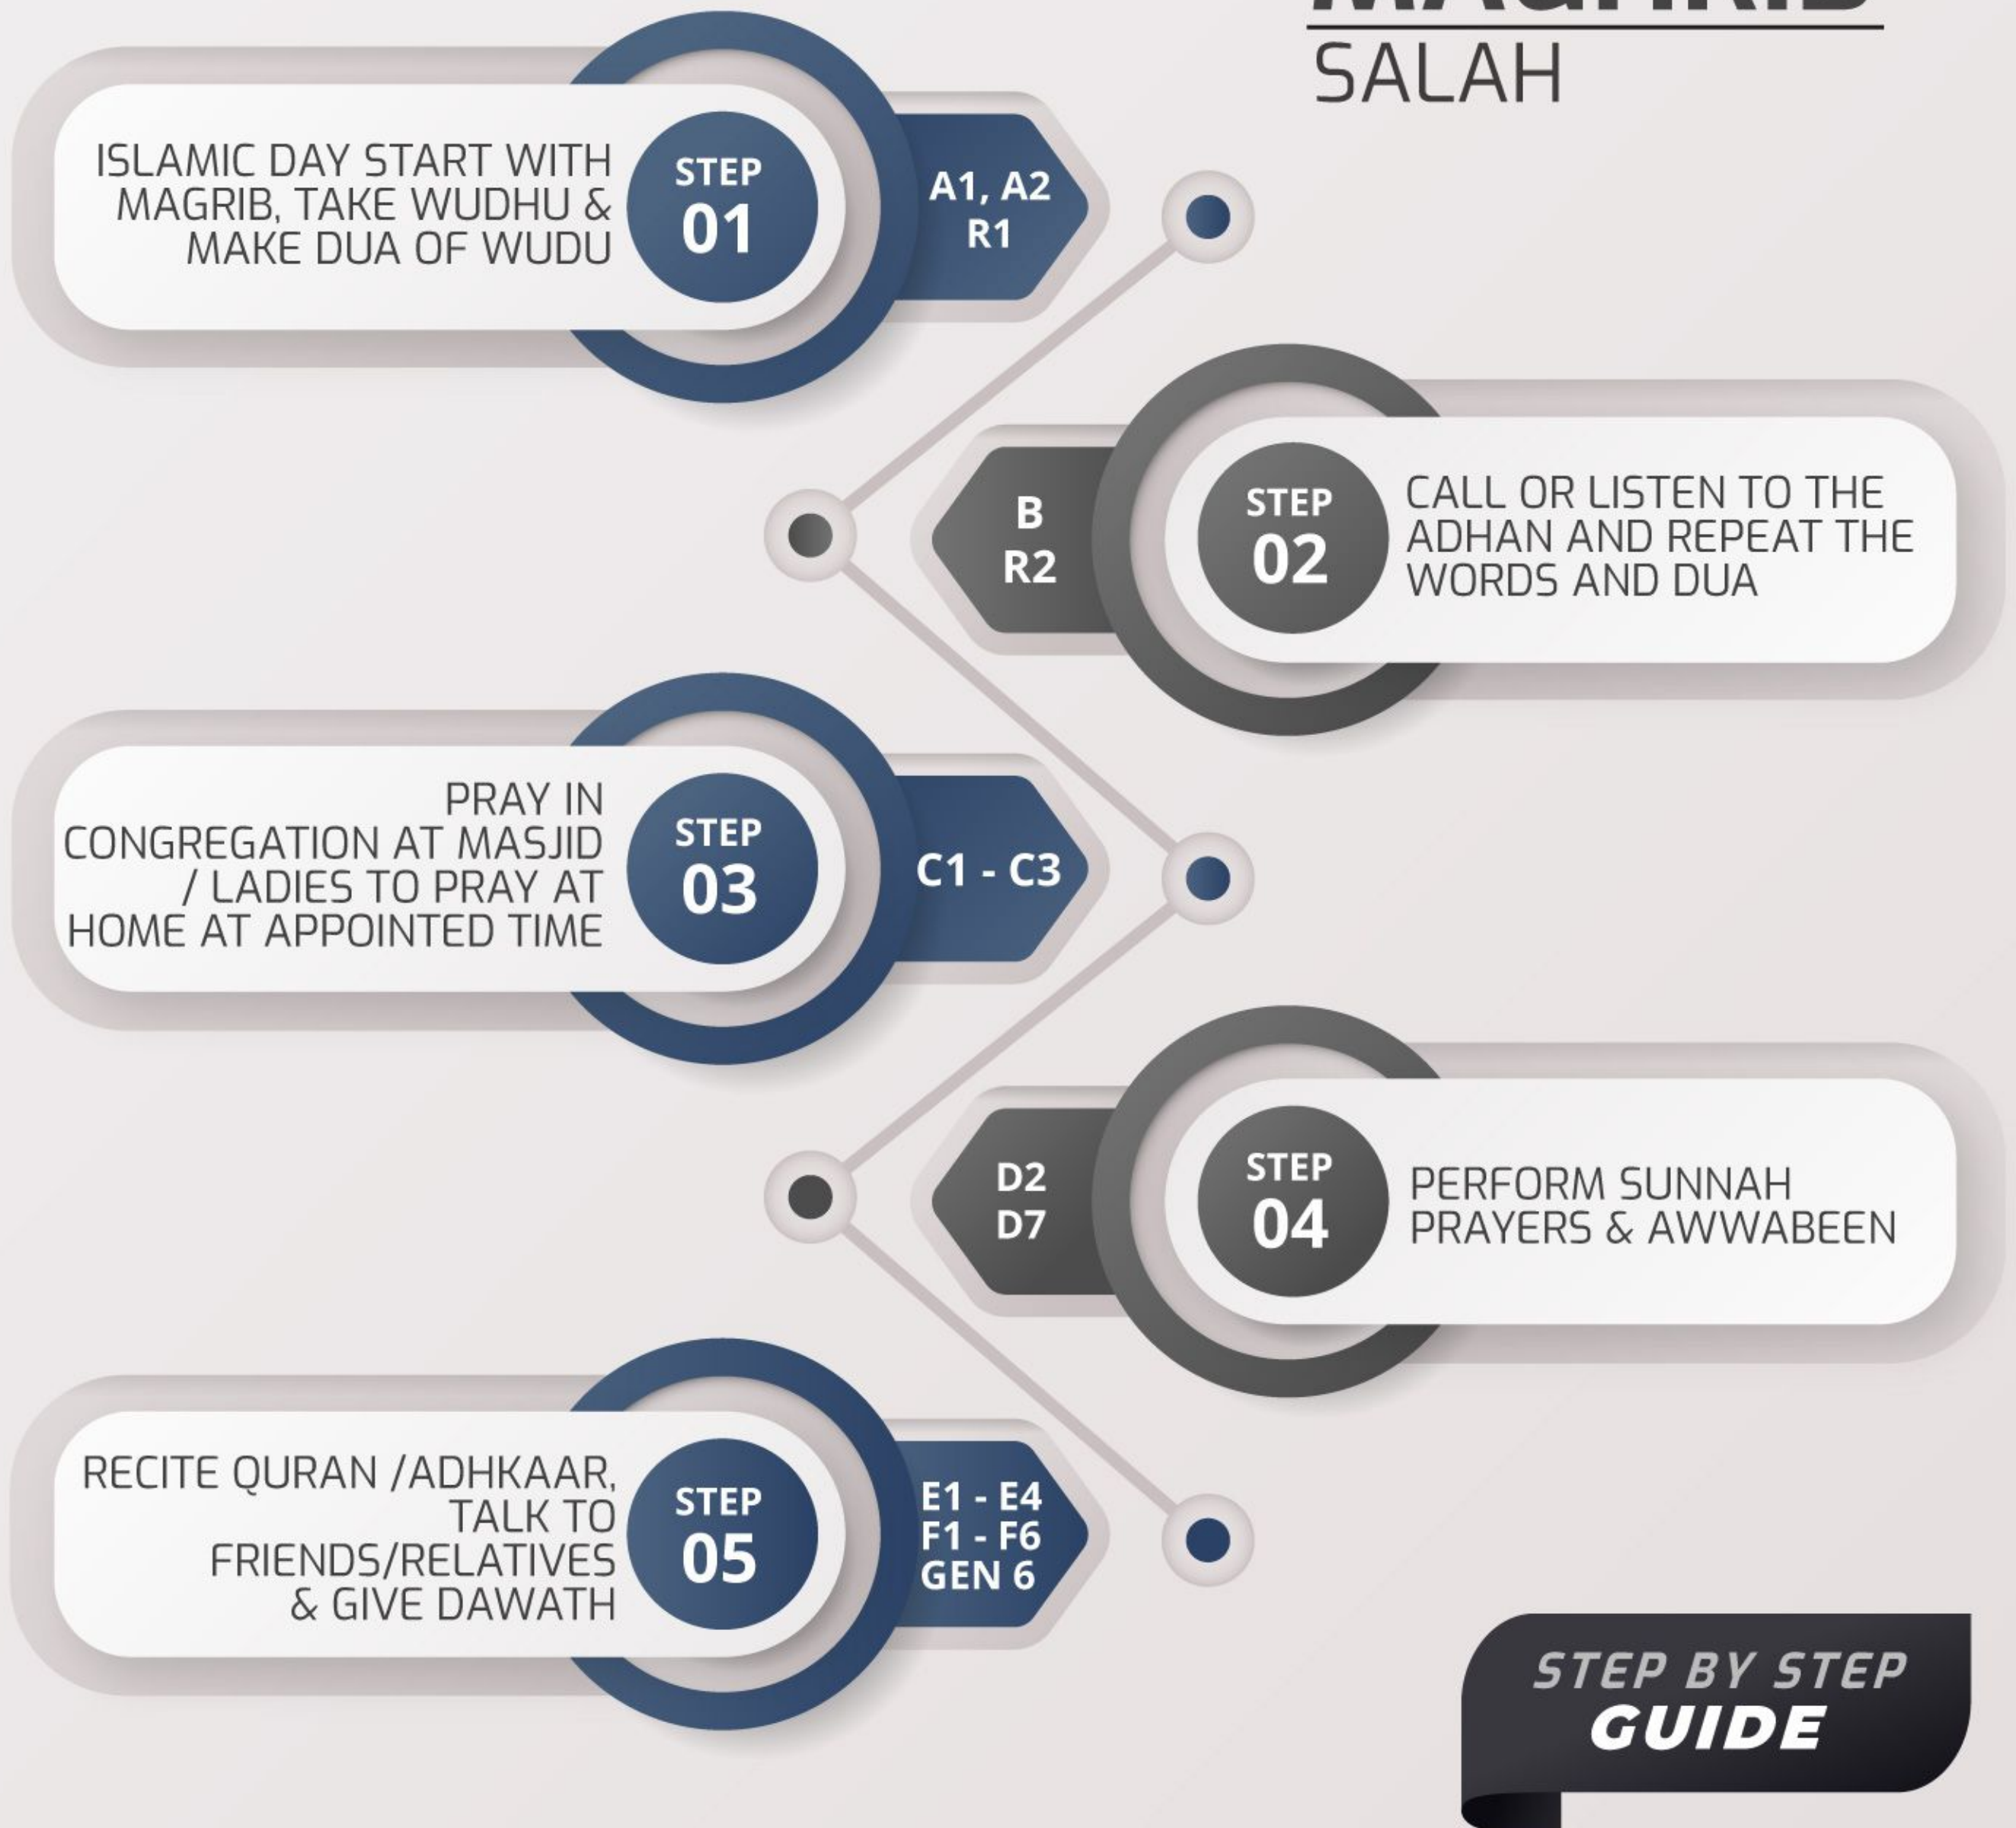 MAGHRIB
SALAH
ISLAMIC DAY START WITH
MAGRIB, TAKE WUDHU &
MAKE DUA OF WUDU
STEP
01
A1, A2
R1
B
R2
STEP
02
CALL OR LISTEN TO THE
ADHAN AND REPEAT THE
WORDS AND DUA
PRAY IN
CONGREGATION AT MASJID
/ LADIES TO PRAY AT
HOME AT APPOINTED TIME
STEP
03
C1 - C3
D2
D7
STEP
04
PERFORM SUNNAH
PRAYERS & AWWABEEN
RECITE QURAN /ADHKAAR,
TALK TO
FRIENDS/RELATIVES
& GIVE DAWATH
STEP
05
E1 - E4
F1 - F6
GEN 6
STEP BY STEP
GUIDE